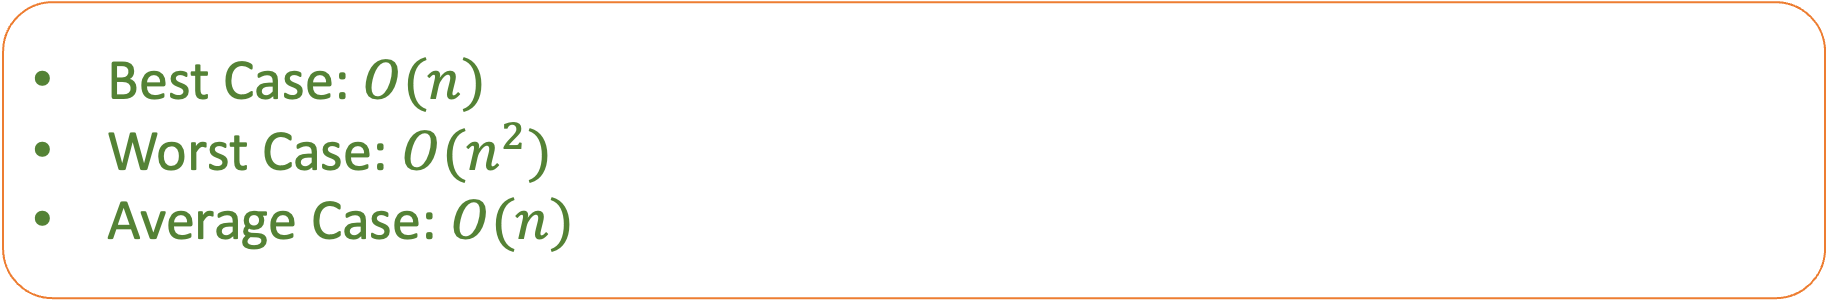 • Best Case: O(n)
• Worst Case: O(n²)
• Average Case: O(n)